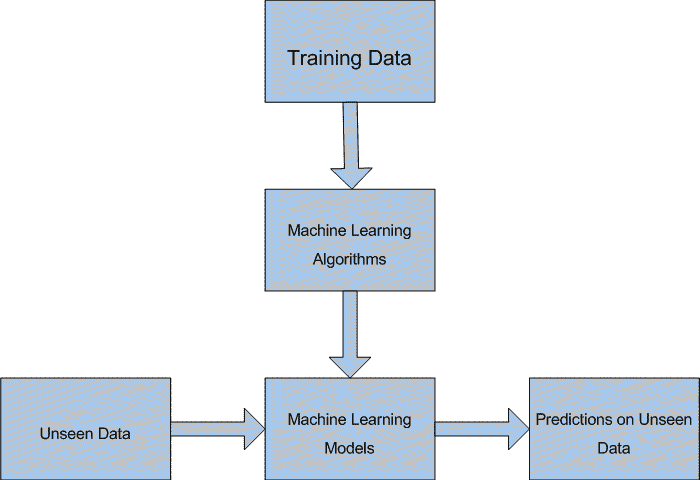 Training Data
Machine Learning
Algorithms
Unseen Data
Machine Learning
Models
Predictions on Unseen
Data